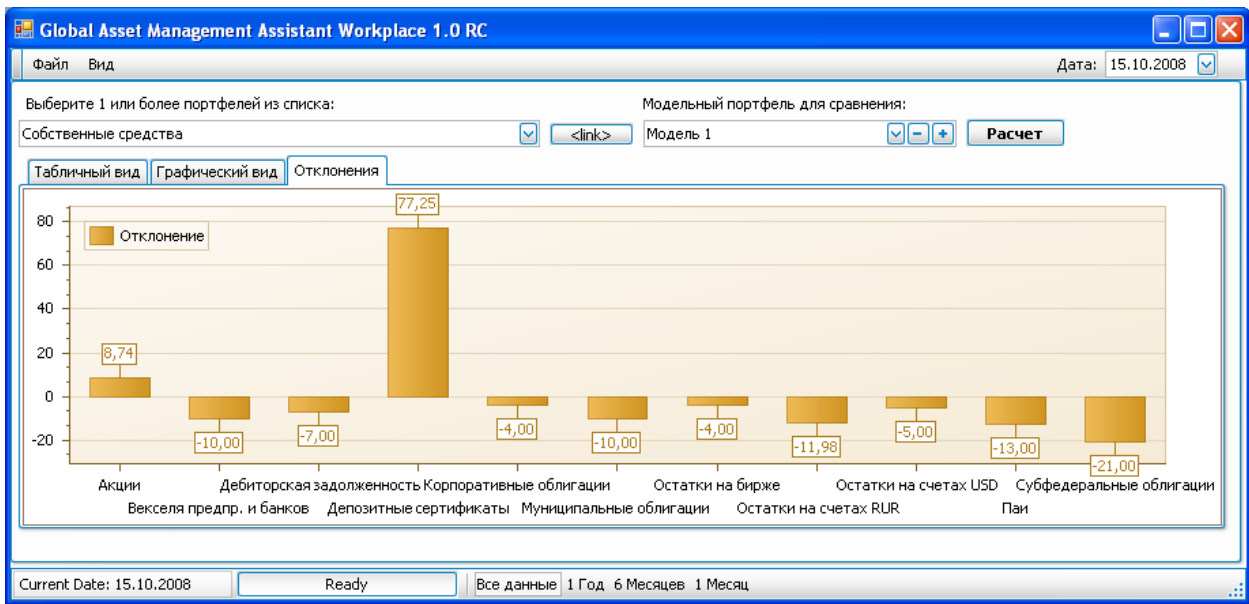 Global Asset Management Assistant Workplace 1.0 RC
Файл Вид Дата: 15.10.2008
Выберите 1 или более портфелей из списка: Модельный портфель для сравнения:
Собственные средства <link> Модель 1 Расчет
Табличный вид Графический вид Отклонения
77,25
80
Отклонение
60
40
20
8,74
0
-20
-10,00 -7,00 -4,00 -10,00 -4,00 -11,98 -5,00 -13,00 -21,00
Акции Дебиторская задолженность Корпоративные облигации Остатки на бирже Остатки на счетах USD Субфедеральные облигации
Векселя предпр. и банков Депозитные сертификаты Муниципальные облигации Остатки на счетах RUR Паи
Current Date: 15.10.2008 Ready Все данные 1 Год 6 Месяцев 1 Месяц